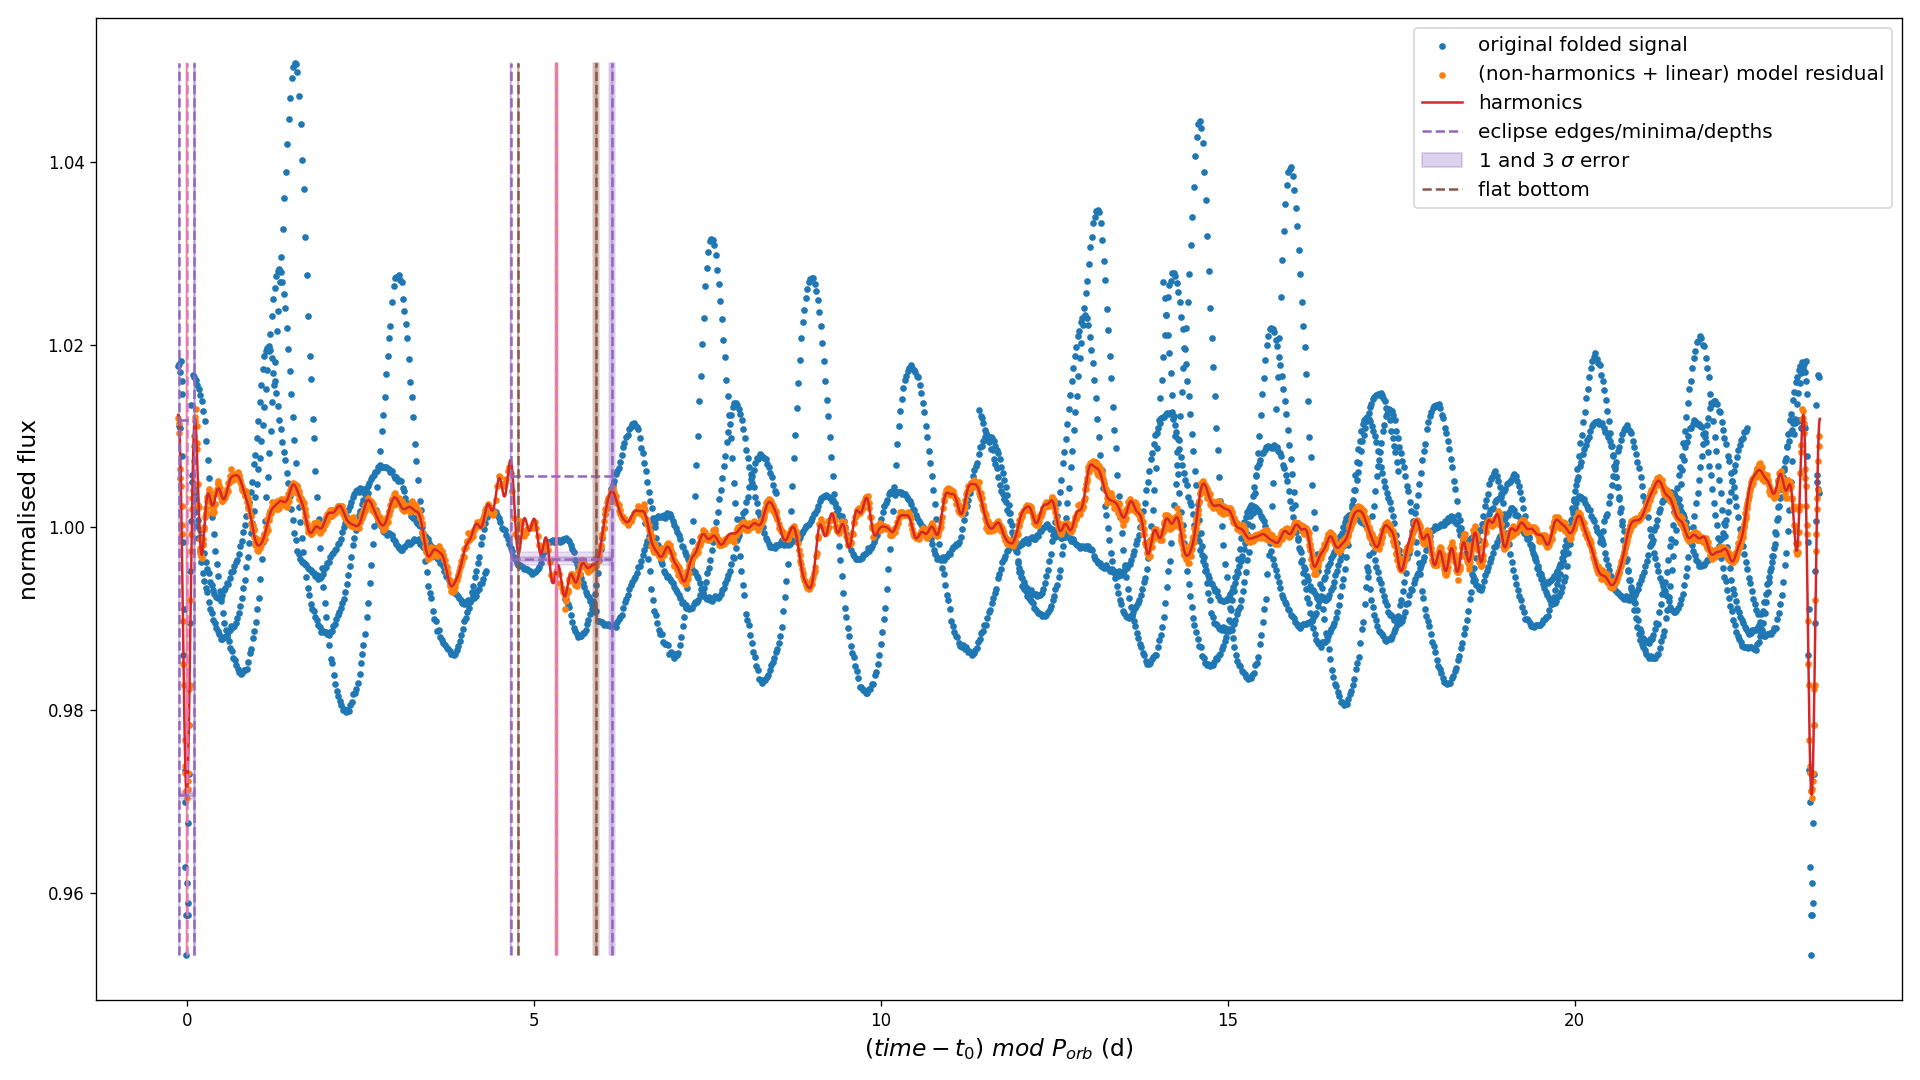 original folded signal
(non-harmonics + linear) model residual
harmonics
eclipse edges/minima/depths
1 and 3 σ error
flat bottom
normalised flux
1.04
1.02
1.00
0.98
0.96
0
5
10
15
20
(time − t₀) mod Pₒᵣb (d)